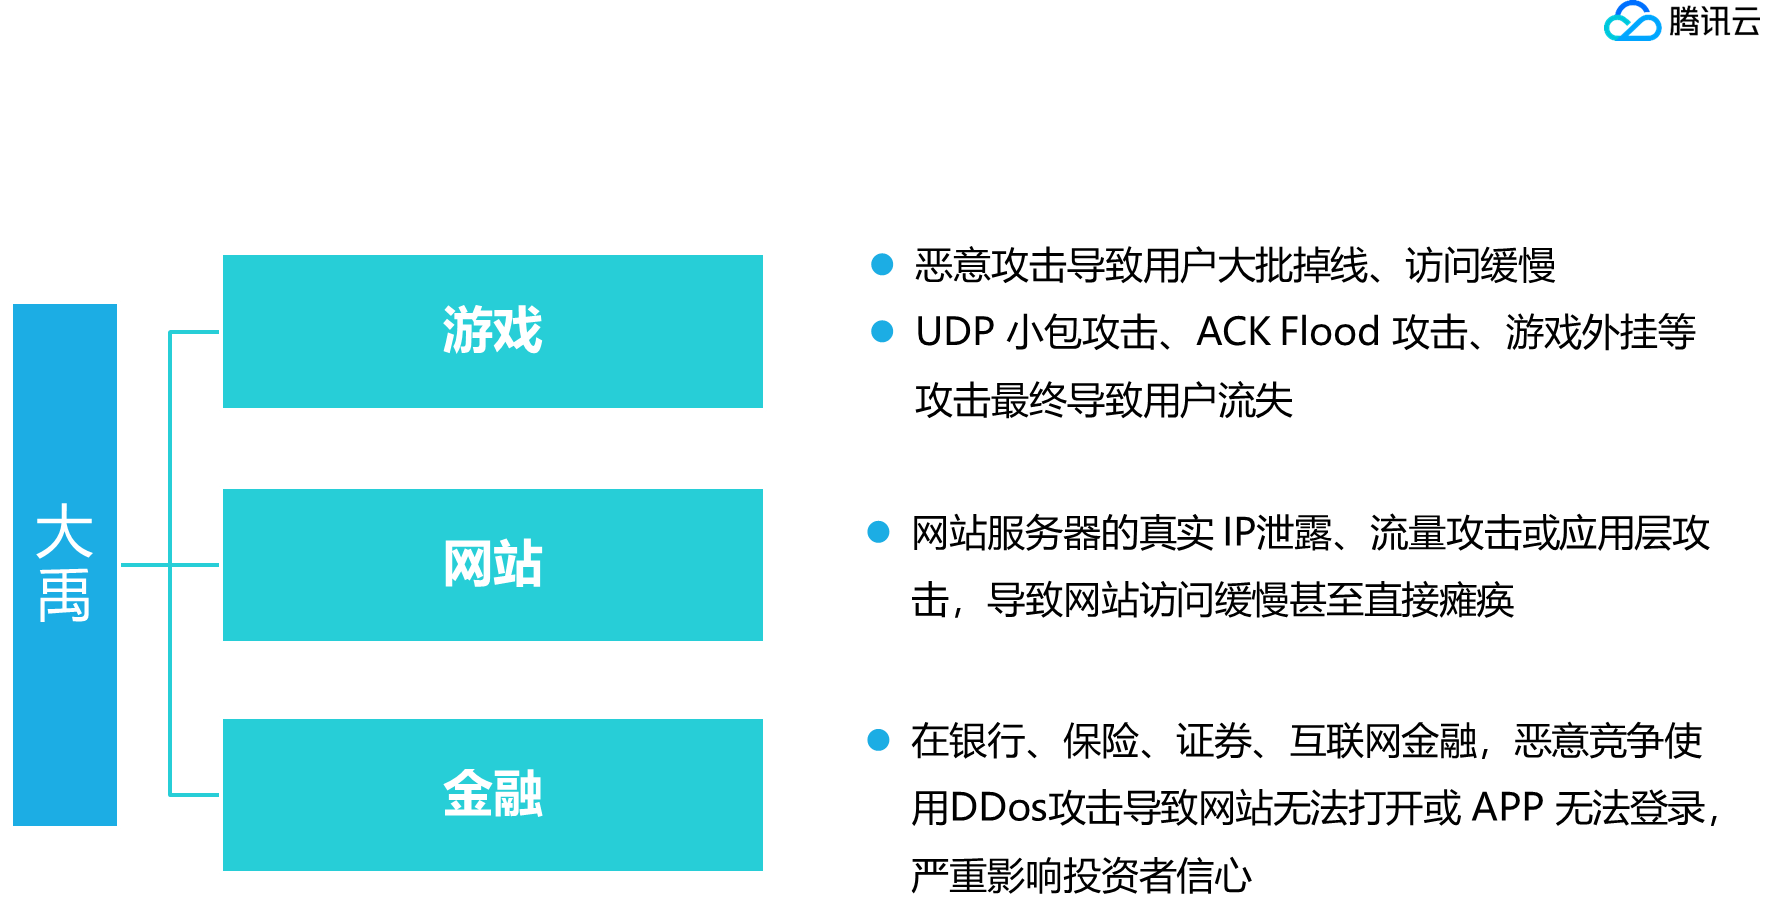 腾讯云
大
禹
游戏
恶意攻击导致用户大批掉线、访问缓慢
UDP 小包攻击、ACK Flood 攻击、游戏外挂等
攻击最终导致用户流失
网站
网站服务器的真实 IP泄露、流量攻击或应用层攻
击，导致网站访问缓慢甚至直接瘫痪
金融
在银行、保险、证券、互联网金融，恶意竞争使
用DDos攻击导致网站无法打开或 APP 无法登录，
严重影响投资者信心